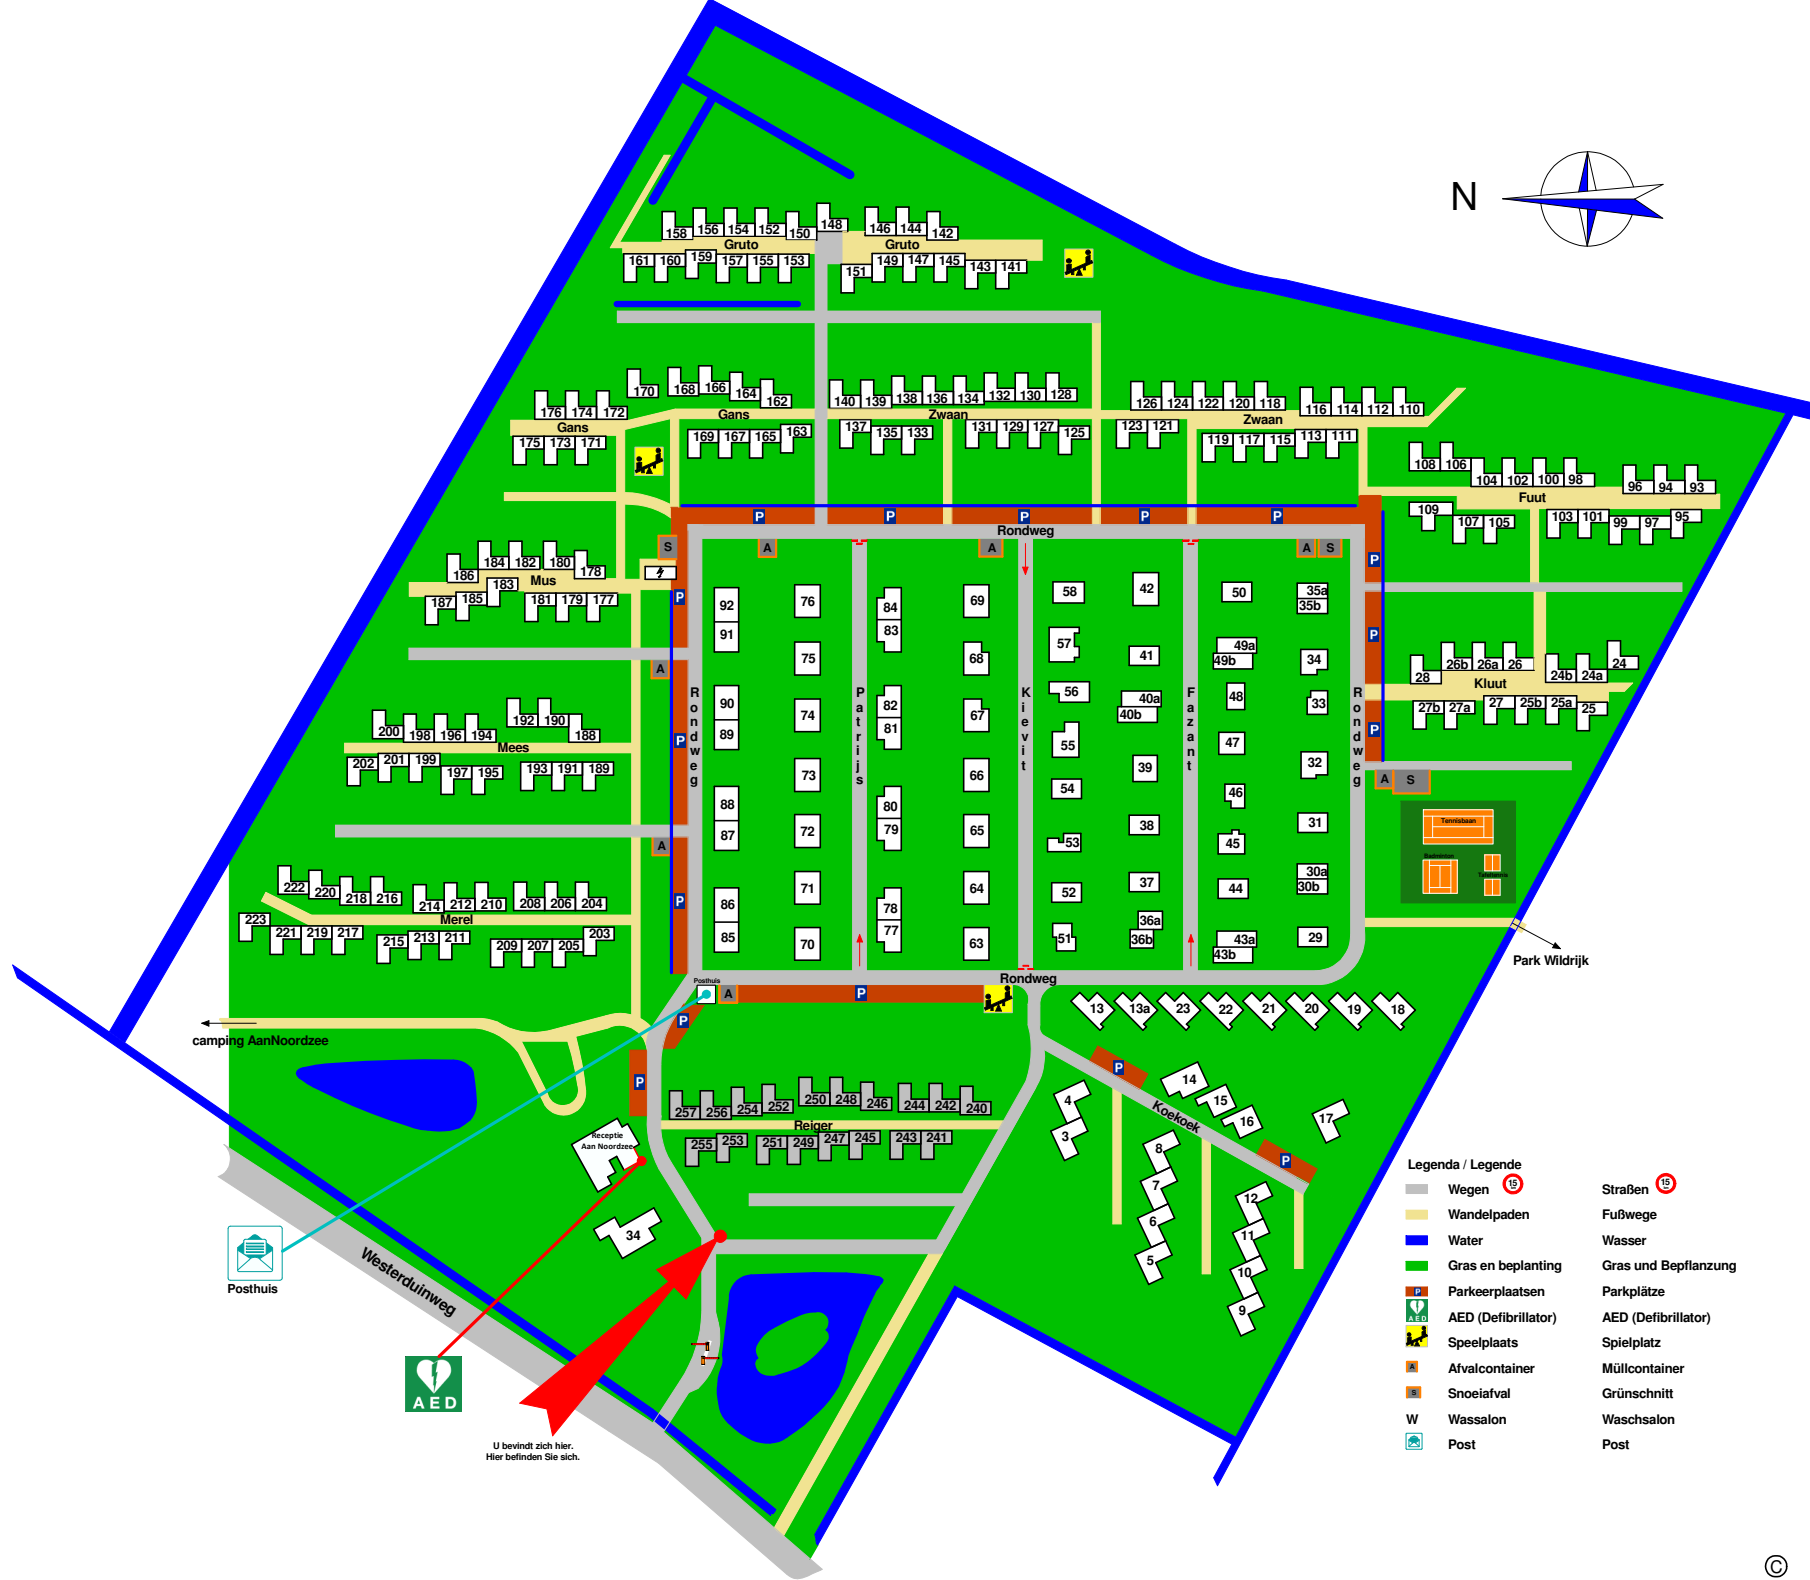 N
148
158 156 154 152 150 146 144 142
Gruto Gruto
161 160 159 157 155 153 151 149 147 145 143 141
170 168 166 164 162 140 139 138 136 134 132 130 128
126 124 122 120 118 116 114 112 110
176 174 172 Gans Zwaan Zwaan
Gans
175 173 171 169 167 165 163 137 135 133 131 129 127 125 123 121
119 117 115 113 111
108 106 104 102 100 98 96 94 93
Fuut
109 107 105 103 101 99 97 95
P P P P P
Rondweg
S A A A S P
186 184 182 180 178
Mus
187 185 183 181 179 177
P
92 76 84 69 58 42 50 35a
91 83 35b
57 49a
75 68 41 49b 34
P
26b 26a 26 24b 24a 24
28 Kluut
27b 27a 27 25b 25a 25
A
Rondweg
Patrijs
Kievit
Fazant
Rondweg
90 74 82 67 56 40a 48 33
89 81 40b
55 47
P P
200 198 196 194 192 190 188
Mees
202 201 199 197 195 193 191 189
73 66 54 39 46 32
A S
88 72 80 65 53 38 45 31
87 79
A
Tennisbaan
Badminton
Tafeltennis
71 64 52 37 44 30a
30b
86 78 36a
85 70 77 63 51 36b 43a 29
43b
P
222 220 218 216 214 212 210 208 206 204
Merel
223 221 219 217 215 213 211 209 207 205 203
Park Wildrijk
Posthuis
Rondweg
A P
P
13 13a 23 22 21 20 19 18
camping AanNoordzee
P
P
257 256 254 252 250 248 246 244 242 240
Reiger
255 253 251 249 247 245 243 241
4 14
3 15
16 17
Koekoek
P
8
7
6
5
12
11
10
9
Receptie
Aan Noordzee
34
Posthuis
Westerduinweg
AED
U bevindt zich hier.
Hier befinden Sie sich.
Legenda / Legende
Wegen 15 Straßen 15
Wandelpaden Fußwege
Water Wasser
Gras en beplanting Gras und Bepflanzung
P Parkeerplaatsen Parkplätze
AED AED (Defibrillator) AED (Defibrillator)
Speelplaats Spielplatz
A Afvalcontainer Müllcontainer
S Snoeiafval Grünschnitt
W Wassalon Waschsalon
Post Post
©